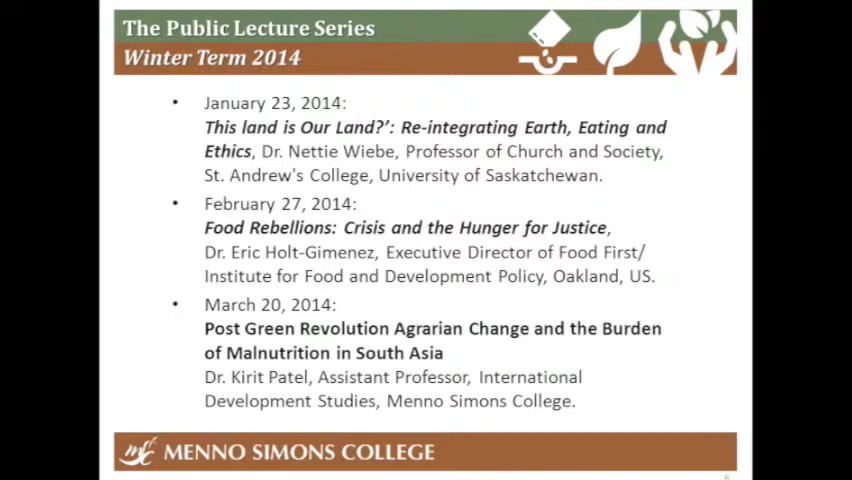 The Public Lecture Series
Winter Term 2014
• January 23, 2014:
This land is Our Land?’: Re-integrating Earth, Eating and
Ethics, Dr. Nettie Wiebe, Professor of Church and Society,
St. Andrew's College, University of Saskatchewan.
• February 27, 2014:
Food Rebellions: Crisis and the Hunger for Justice,
Dr. Eric Holt-Gimenez, Executive Director of Food First/
Institute for Food and Development Policy, Oakland, US.
• March 20, 2014:
Post Green Revolution Agrarian Change and the Burden
of Malnutrition in South Asia
Dr. Kirit Patel, Assistant Professor, International
Development Studies, Menno Simons College.
msc MENNO SIMONS COLLEGE
6